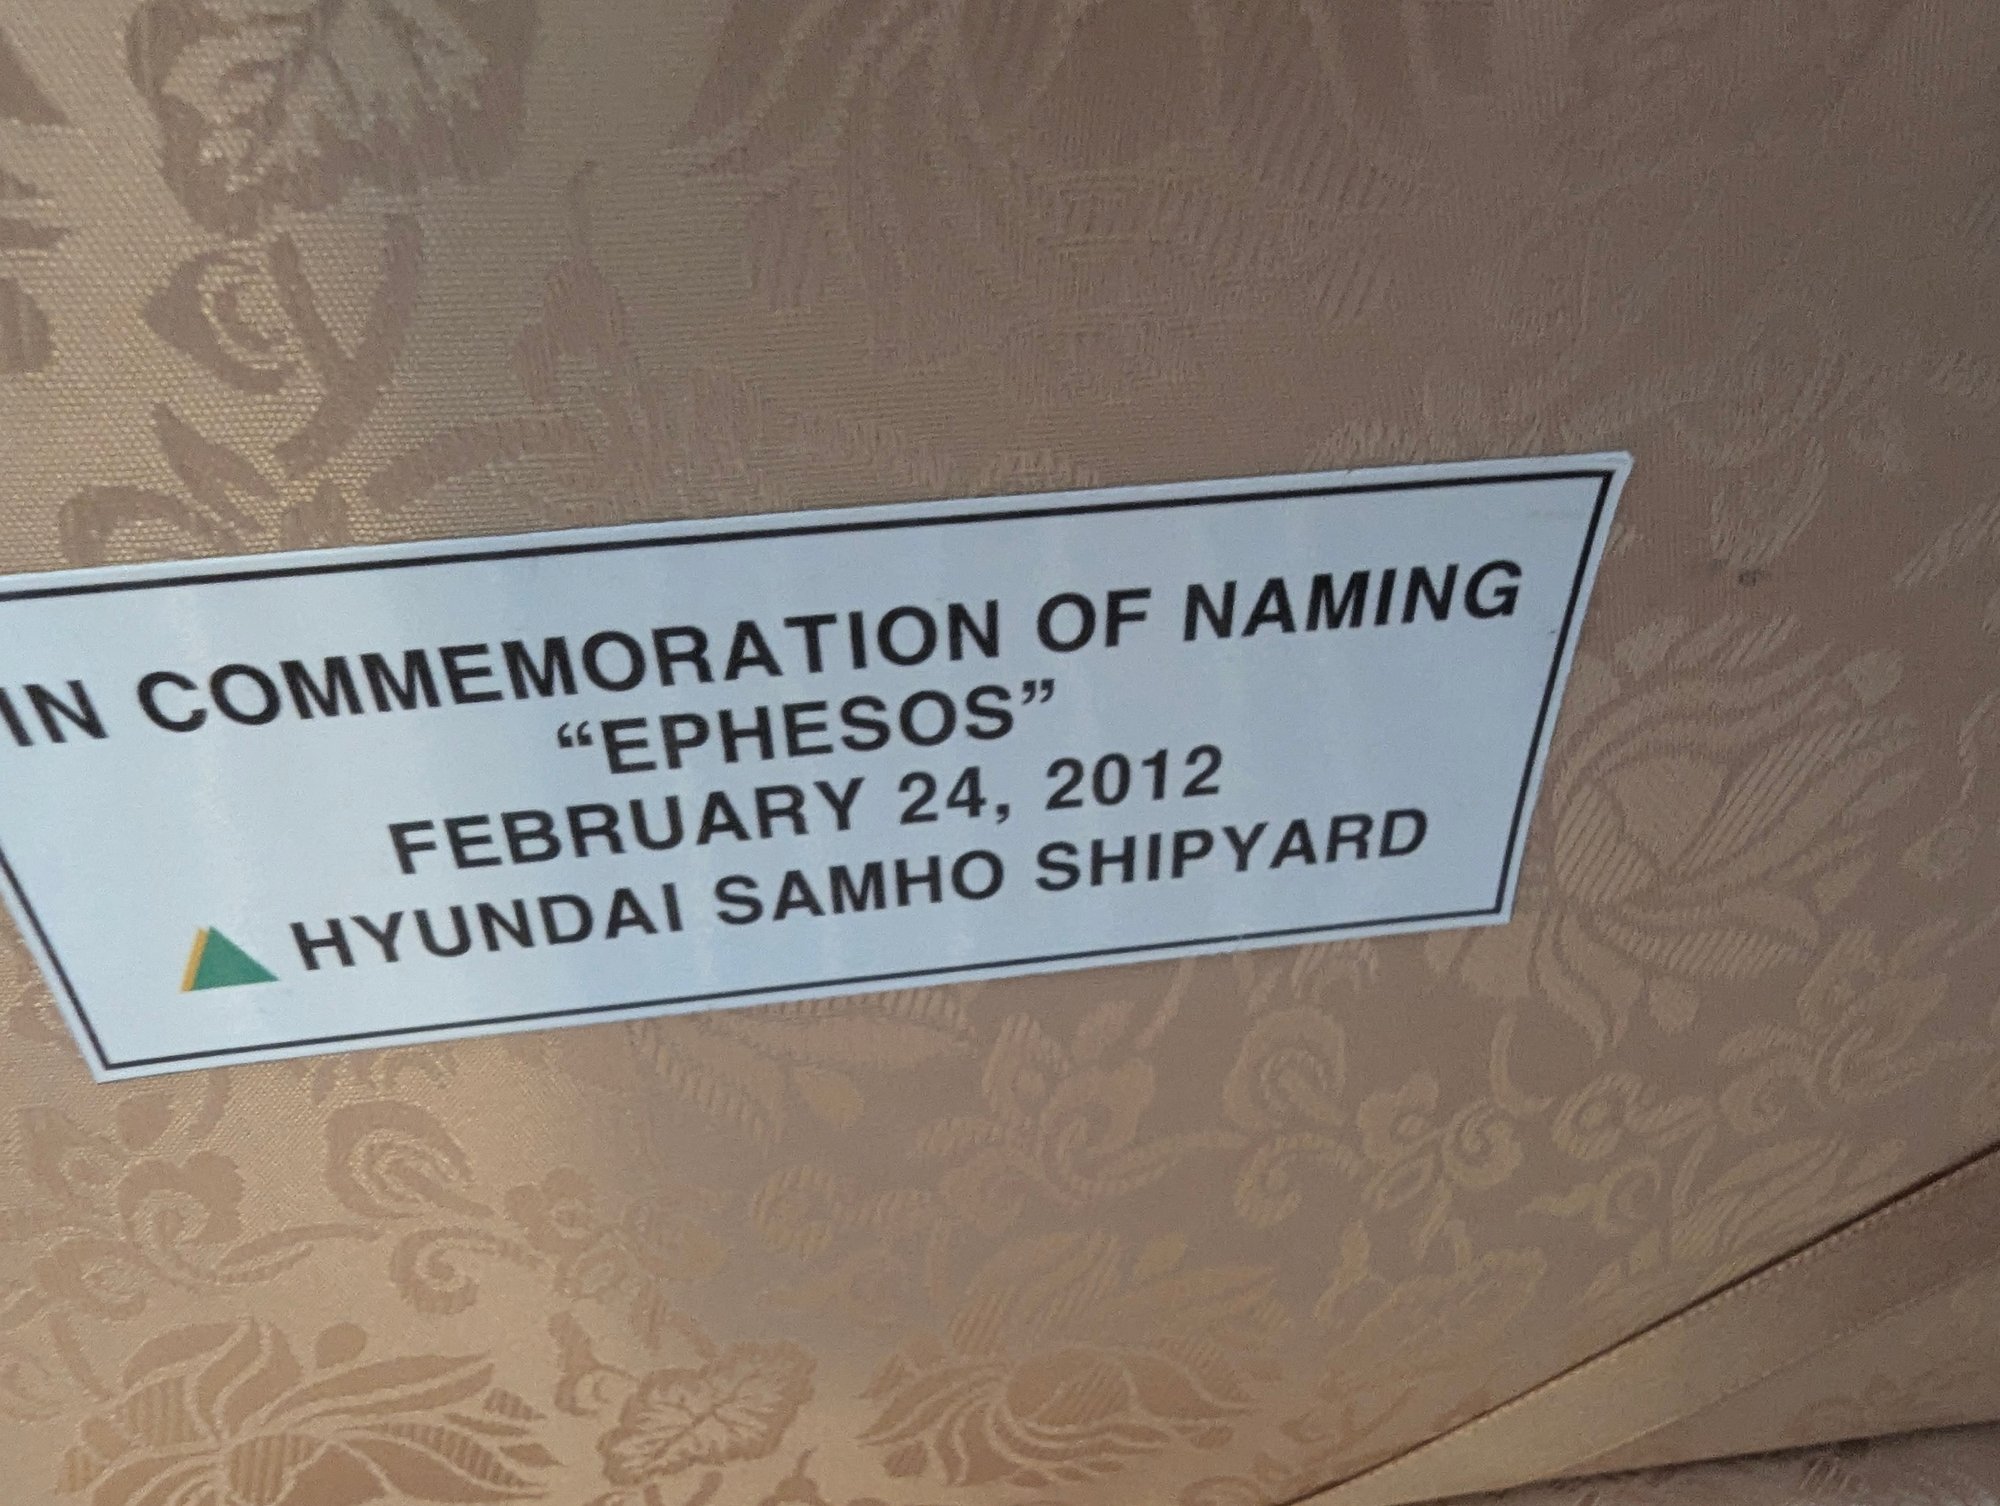 IN COMMEMORATION OF NAMING
“EPHESOS”
FEBRUARY 24, 2012
HYUNDAI SAMHO SHIPYARD